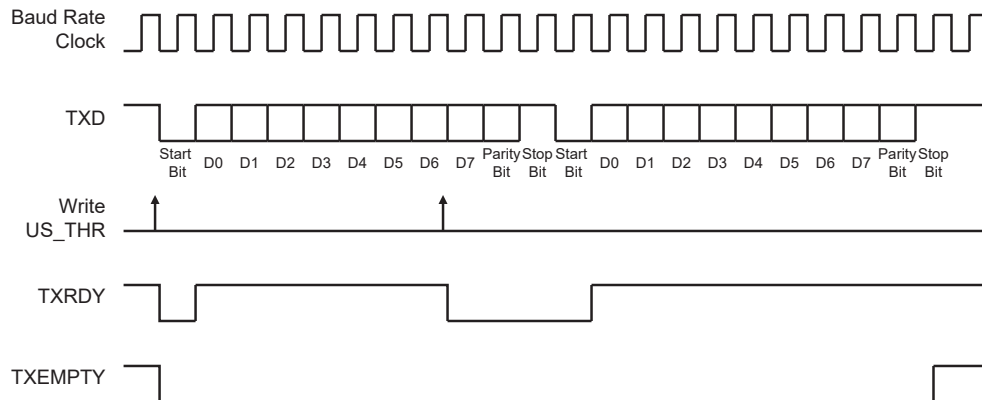 Baud Rate
Clock
TXD
Start
Bit
D0 D1 D2 D3 D4 D5 D6 D7
Parity
Bit
Stop
Bit
Start
Bit
D0 D1 D2 D3 D4 D5 D6 D7
Parity
Bit
Stop
Bit
Write
US_THR
TXRDY
TXEMPTY